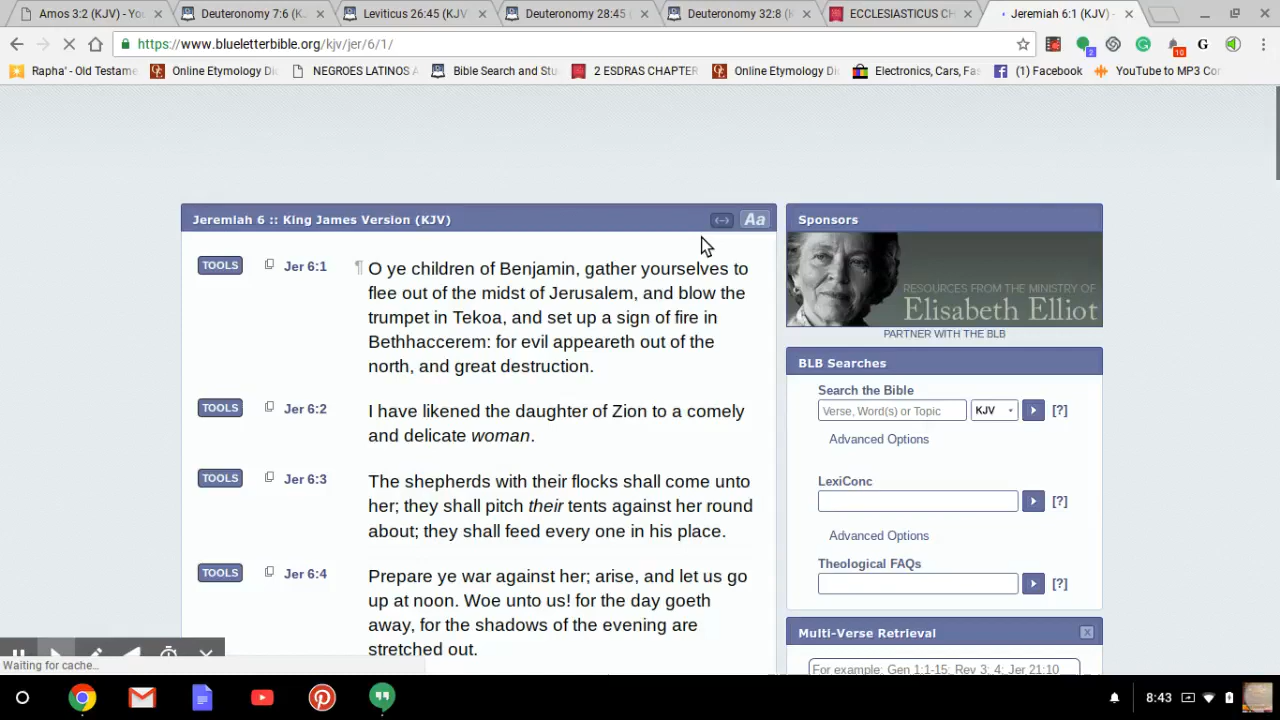 Amos 3:2 (KJV) - Yo
Deuteronomy 7:6 (K
Leviticus 26:45 (KJV
Deuteronomy 28:45
Deuteronomy 32:8 (
ECCLESIASTICUS CH
Jeremiah 6:1 (KJV) -
https://www.blueletterbible.org/kjv/jer/6/1/
2
10
G
Rapha' - Old Testame
Online Etymology Dic
NEGROES LATINOS A
Bible Search and Stu
2 ESDRAS CHAPTER
Online Etymology Dic
Electronics, Cars, Fas
(1) Facebook
YouTube to MP3 Cor
Jeremiah 6 :: King James Version (KJV)
Aa
TOOLS Jer 6:1 ¶ O ye children of Benjamin, gather yourselves to
flee out of the midst of Jerusalem, and blow the
trumpet in Tekoa, and set up a sign of fire in
Bethhaccerem: for evil appeareth out of the
north, and great destruction.
TOOLS Jer 6:2 I have likened the daughter of Zion to a comely
and delicate woman.
TOOLS Jer 6:3 The shepherds with their flocks shall come unto
her; they shall pitch their tents against her round
about; they shall feed every one in his place.
TOOLS Jer 6:4 Prepare ye war against her; arise, and let us go
up at noon. Woe unto us! for the day goeth
away, for the shadows of the evening are
stretched out.
Sponsors
RESOURCES FROM THE MINISTRY OF
Elisabeth Elliot
PARTNER WITH THE BLB
BLB Searches
Search the Bible
Verse, Word(s) or Topic KJV [?]
Advanced Options
LexiConc
[?]
Advanced Options
Theological FAQs
[?]
Multi-Verse Retrieval x
For example: Gen 1:1-15; Rev 3; 4; Jer 21:10
Waiting for cache...
8:43